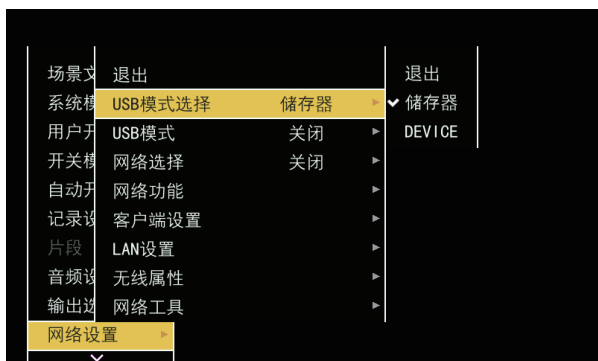 场景文
系统模
用户开
开关模
自动开
记录设
片段
音频设
输出选
网络设置
退出
USB模式选择 储存器
USB模式 关闭
网络选择 关闭
网络功能
客户端设置
LAN设置
无线属性
网络工具
退出
✔储存器
DEVICE